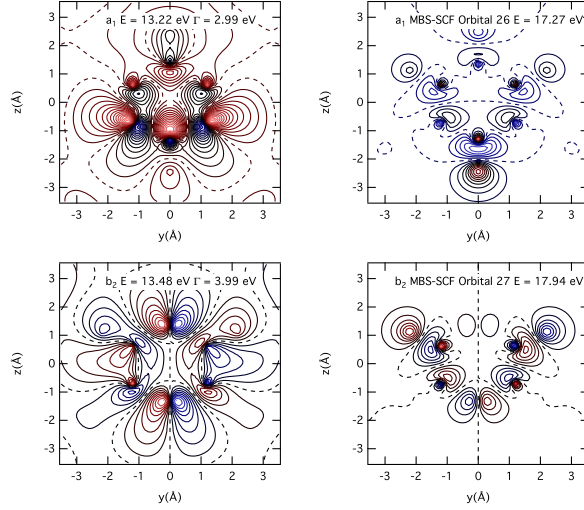 a1 E = 13.22 eV Γ = 2.99 eV
a1 MBS-SCF Orbital 26 E = 17.27 eV
3
2
1
0
-1
-2
-3
z(Å)
-3 -2 -1 0 1 2 3
y(Å)
3
2
1
0
-1
-2
-3
z(Å)
-3 -2 -1 0 1 2 3
y(Å)
b2 E = 13.48 eV Γ = 3.99 eV
b2 MBS-SCF Orbital 27 E = 17.94 eV
3
2
1
0
-1
-2
-3
z(Å)
-3 -2 -1 0 1 2 3
y(Å)
3
2
1
0
-1
-2
-3
z(Å)
-3 -2 -1 0 1 2 3
y(Å)